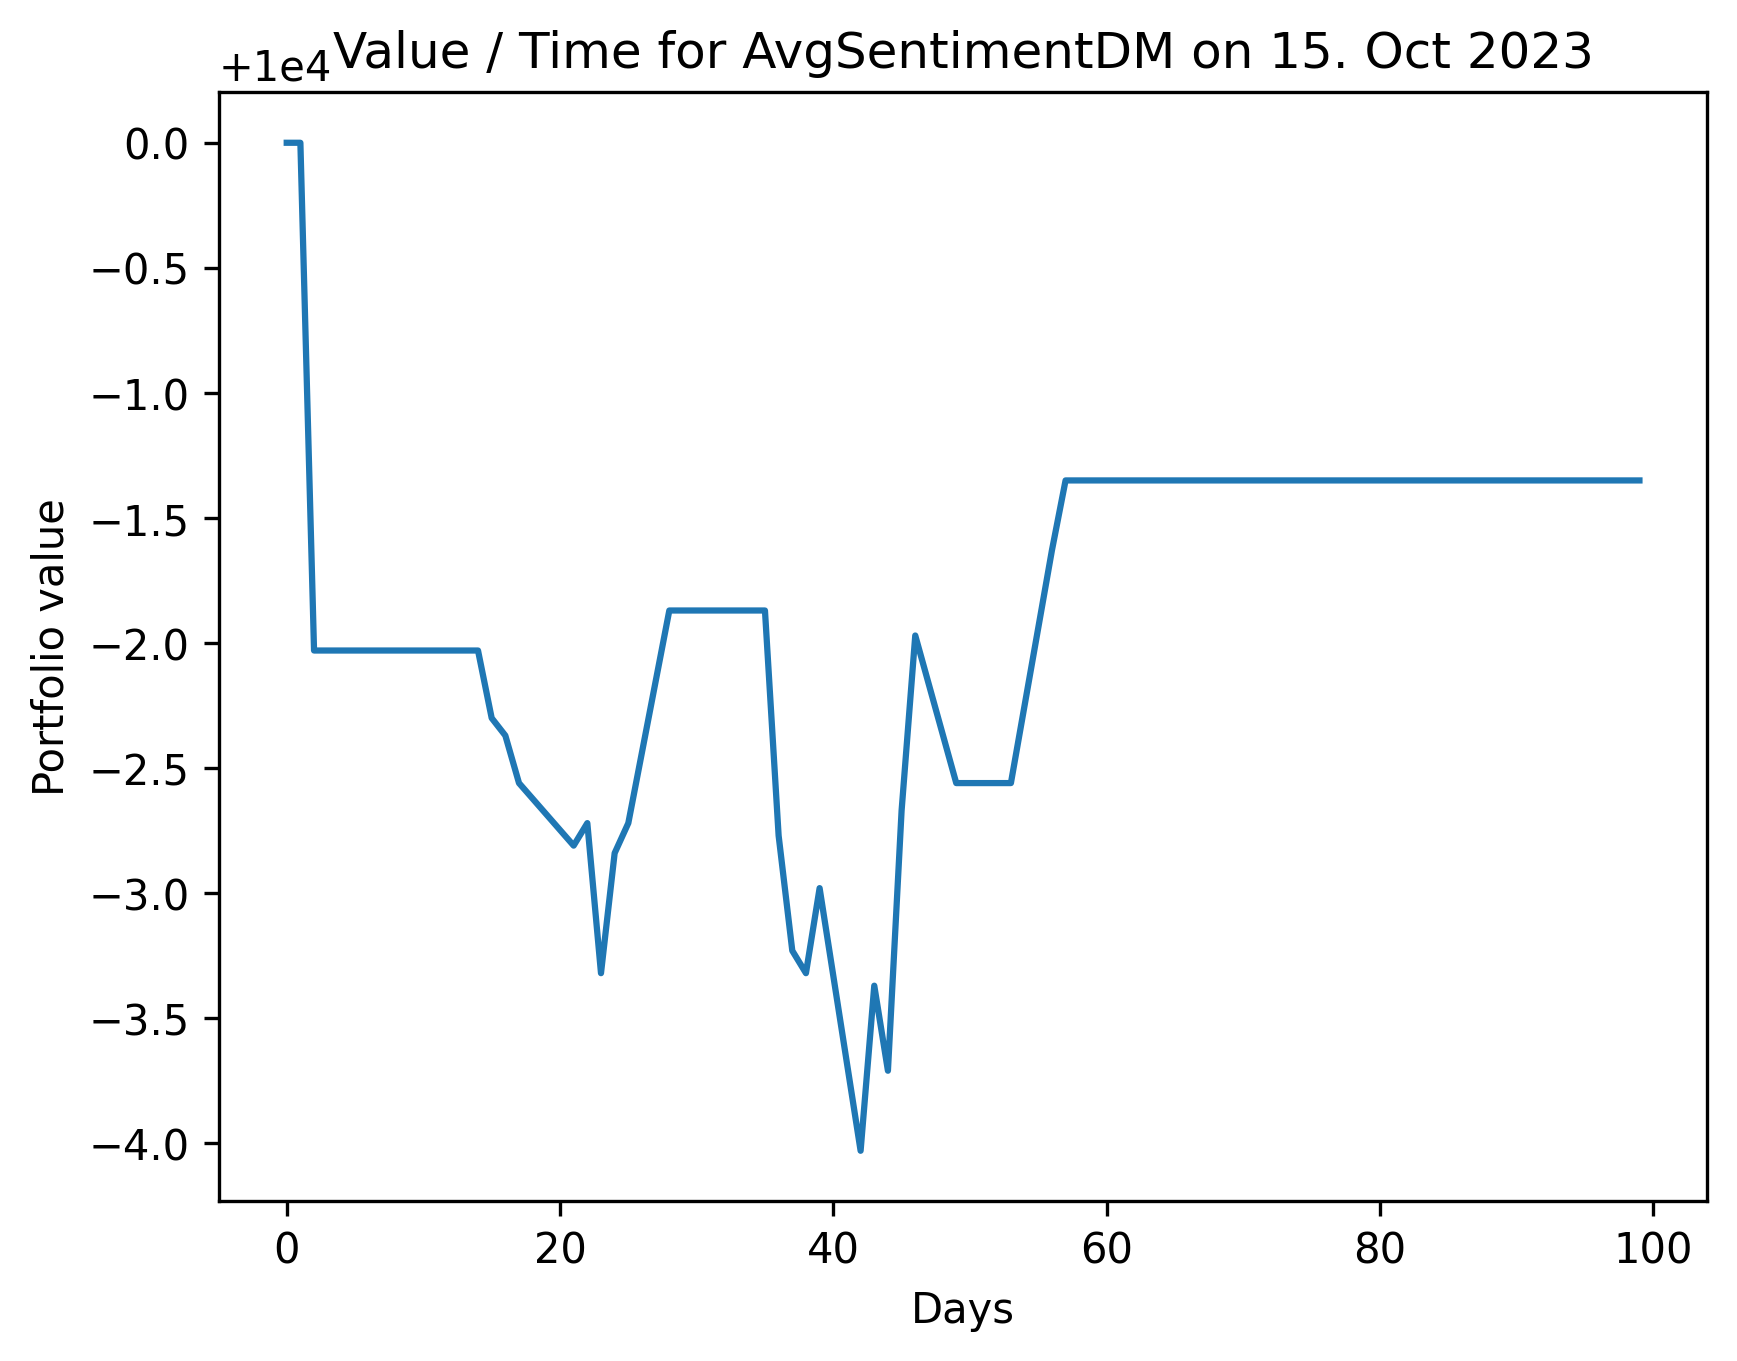 Value / Time for AvgSentimentDM on 15. Oct 2023
+1e4
0.0
−0.5
−1.0
−1.5
−2.0
−2.5
−3.0
−3.5
−4.0
Portfolio value
0 20 40 60 80 100
Days